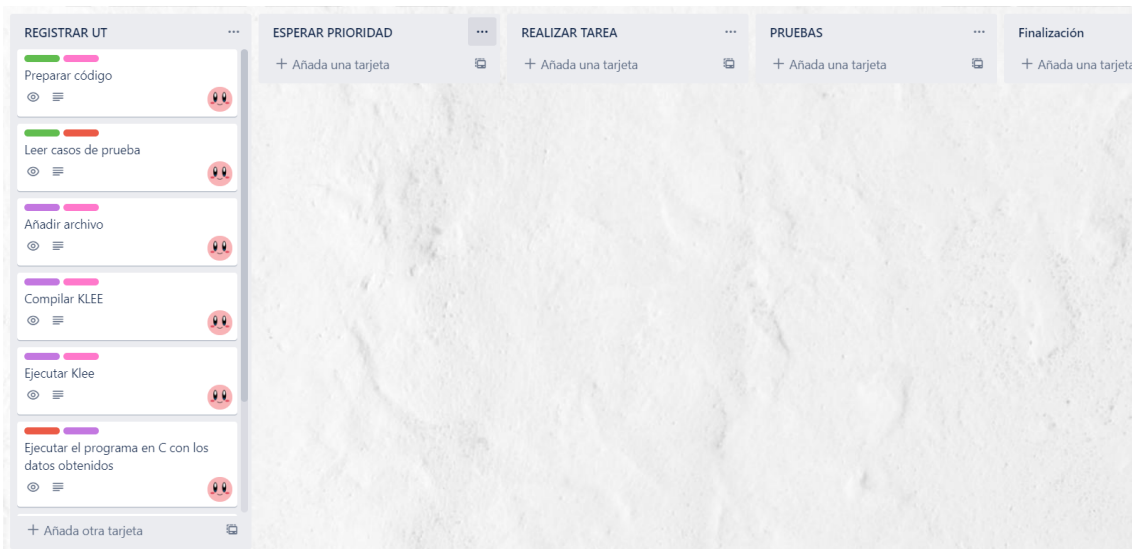 REGISTRAR UT
Preparar código
Leer casos de prueba
Añadir archivo
Compilar KLEE
Ejecutar Klee
Ejecutar el programa en C con los
datos obtenidos
+ Añada otra tarjeta
ESPERAR PRIORIDAD
+ Añada una tarjeta
REALIZAR TAREA
+ Añada una tarjeta
PRUEBAS
+ Añada una tarjeta
Finalización
+ Añada una tarjeta